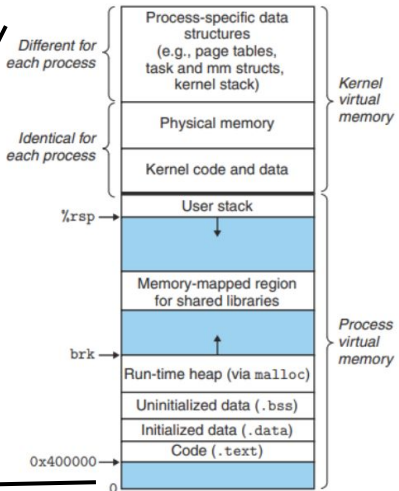 Process-specific data
structures
(e.g., page tables,
task and mm structs,
kernel stack)
Different for
each process
Kernel
virtual
memory
Physical memory
Identical for
each process
Kernel code and data
User stack
%rsp
Memory-mapped region
for shared libraries
Process
virtual
memory
brk
Run-time heap (via malloc)
Uninitialized data (.bss)
Initialized data (.data)
Code (.text)
0x400000
0